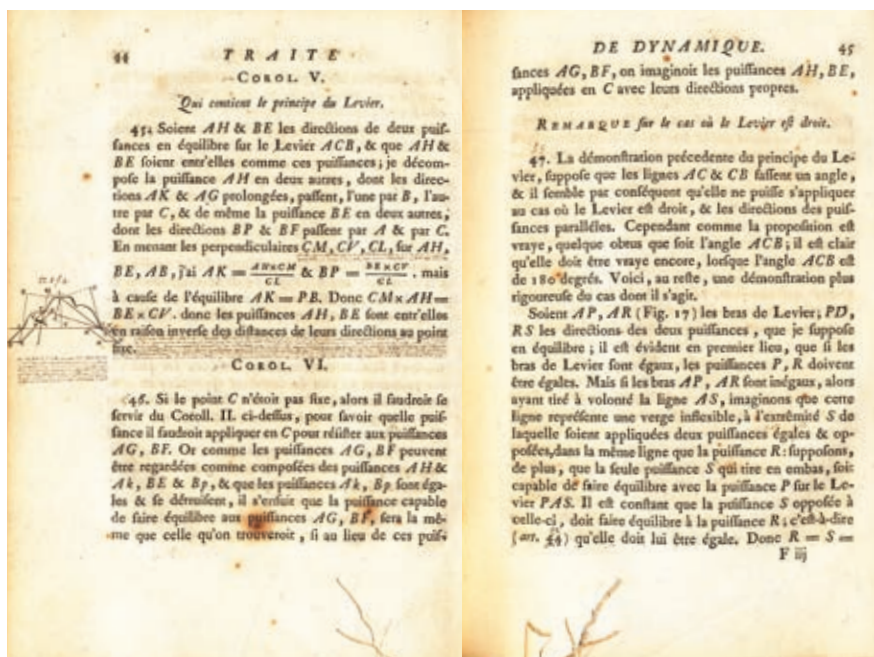 44 TRAITÉ
COROL. V.
Qui contient le principe du Levier.
45. Soient AH & BE les directions de deux puiſ-
ſances en équilibre ſur le Levier ACB, & que AH &
BE ſoient entr'elles comme ces puiſſances; je décom-
poſe la puiſſance AH en deux autres, dont les direc-
tions AK & AG prolongées, paſſent, l'une par B, l'au-
tre par C, & de même la puiſſance BE en deux autres,
dont les directions BP & BF paſſent par A & par C.
En menant les perpendiculaires CM, CV, CL, ſur AH,
BE, AB, j'ai AK = AH×CM/CL & BP = BE×CV/CL. mais
à cauſe de l'équilibre AK = PB. Donc CM × AH =
BE × CV. donc les puiſſances AH, BE sont entr'elles
en raiſon inverſe des diſtances de leurs directions au point
fixe.
COROL. VI.
46. Si le point C n'étoit pas fixe, alors il faudroit ſe
ſervir du Coroll. II. ci-deſſus, pour ſavoir quelle puiſ-
ſance il faudroit appliquer en C pour réſiſter aux puiſſances
AG, BF. Or comme les puiſſances AG, BF peuvent
être regardées comme compoſées des puiſſances AH &
Ak, BE & Bp, & que les puiſſances Ak, Bp ſont éga-
les & ſe détruiſent, il s'enſuit que la puiſſance capable
de faire équilibre aux puiſſances AG, BF, ſera la mê-
me que celle qu'on trouveroit, ſi au lieu de ces puiſ-
DE DYNAMIQUE. 45
ſances AG, BF, on imaginoit les puiſſances AH, BE,
appliquées en C avec leurs directions propres.
REMARQUE ſur le cas où le Levier eſt droit.
47. La démonſtration précedente du principe du Le-
vier, ſuppoſe que les lignes AC & CB faſſent un angle,
& il ſemble par conſéquent qu'elle ne puiſſe s'appliquer
au cas où le Levier eſt droit, & les directions des puiſ-
ſances paralléles. Cependant comme la propoſition eſt
vraye, quelque obtus que ſoit l'angle ACB; il eſt clair
qu'elle doit être vraye encore, lorſque l'angle ACB eſt
de 180 degrés. Voici, au reſte, une démonſtration plus
rigoureuſe du cas dont il s'agit.
Soient AP, AR (Fig. 17) les bras de Levier; PD,
RS les directions des deux puiſſances, que je ſuppoſe
en équilibre; il eſt évident en premier lieu, que ſi les
bras de Levier ſont égaux, les puiſſances P, R doivent
être égales. Mais ſi les bras AP, AR ſont inégaux, alors
ayant tiré à volonté la ligne AS, imaginons que cette
ligne repréſente une verge inflexible, à l'extrêmité S de
laquelle ſoient appliquées deux puiſſances égales & op-
poſées, dans la même ligne que la puiſſance R: ſuppoſons,
de plus, que la ſeule puiſſance S qui tire en embas, ſoit
capable de faire équilibre avec la puiſſance P ſur le Le-
vier PAS. Il eſt conſtant que la puiſſance S oppoſée à
celle-ci, doit faire équilibre à la puiſſance R; c'eſt-à-dire
(art. 44) qu'elle doit lui être égale. Donc R = S =
F iij